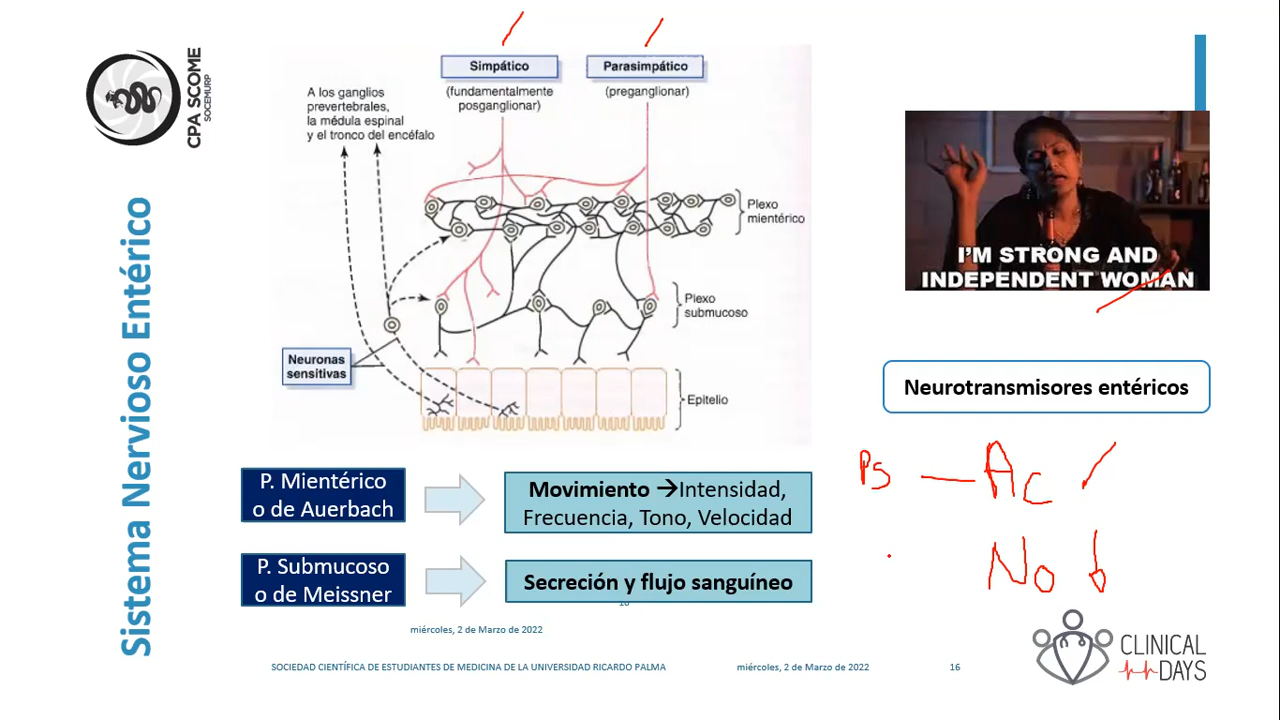 CPA SCOME
SOCEMURP
Sistema Nervioso Entérico
Simpático
(fundamentalmente
posganglionar)
Parasimpático
(preganglionar)
A los ganglios
prevertebrales,
la médula espinal
y el tronco del encéfalo
Plexo
mientérico
Plexo
submucoso
Neuronas
sensitivas
Epitelio
I'M STRONG AND
INDEPENDENT WOMAN
Neurotransmisores entéricos
PS — Ac
No
P. Mientérico
o de Auerbach
Movimiento →Intensidad,
Frecuencia, Tono, Velocidad
P. Submucoso
o de Meissner
Secreción y flujo sanguíneo
miércoles, 2 de Marzo de 2022
SOCIEDAD CIENTÍFICA DE ESTUDIANTES DE MEDICINA DE LA UNIVERSIDAD RICARDO PALMA
miércoles, 2 de Marzo de 2022
16
CLINICAL
DAYS